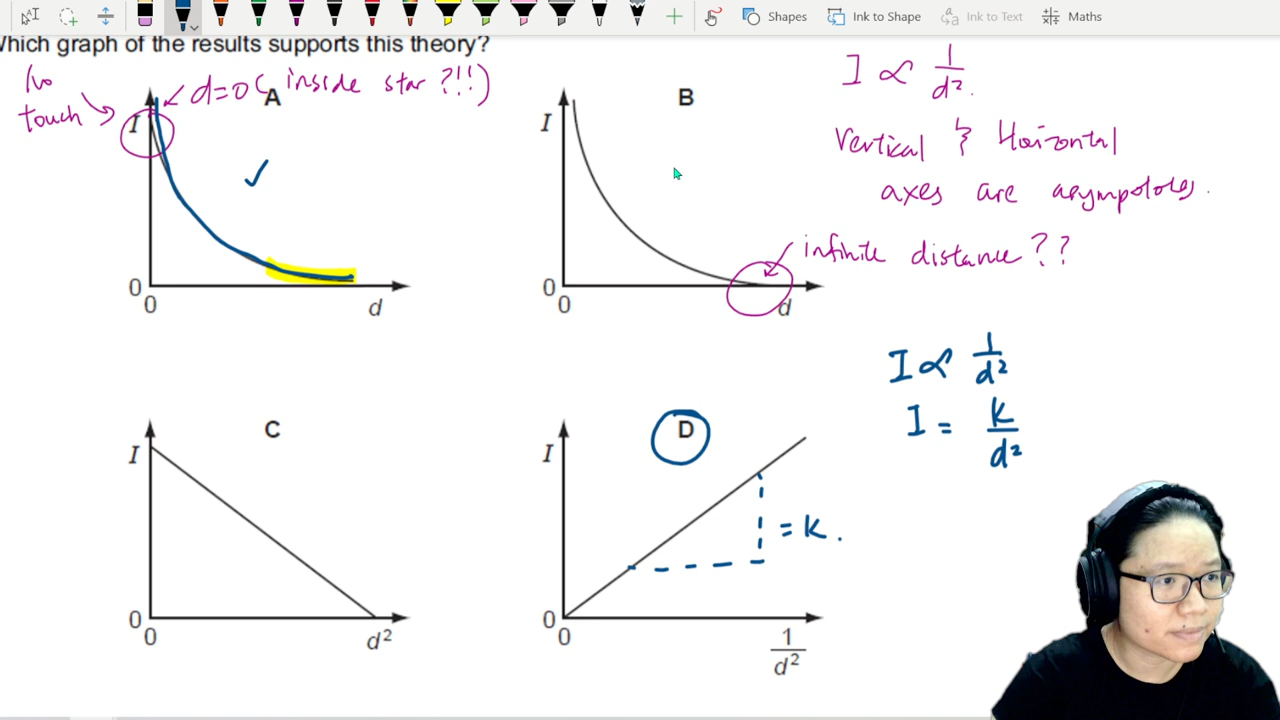 Shapes
Ink to Shape
Ink to Text
Maths
Which graph of the results supports this theory?
(no touch
d=0 (inside star ?!!)
A
I
0
0
d
B
I
0
0
d
I ∝ 1/d².
Vertical & Horizontal
axes are asymptotes.
infinite distance??
I ∝ 1/d²
I = k/d²
C
I
0
0
d²
D
I
0
0
1/d²
= k.